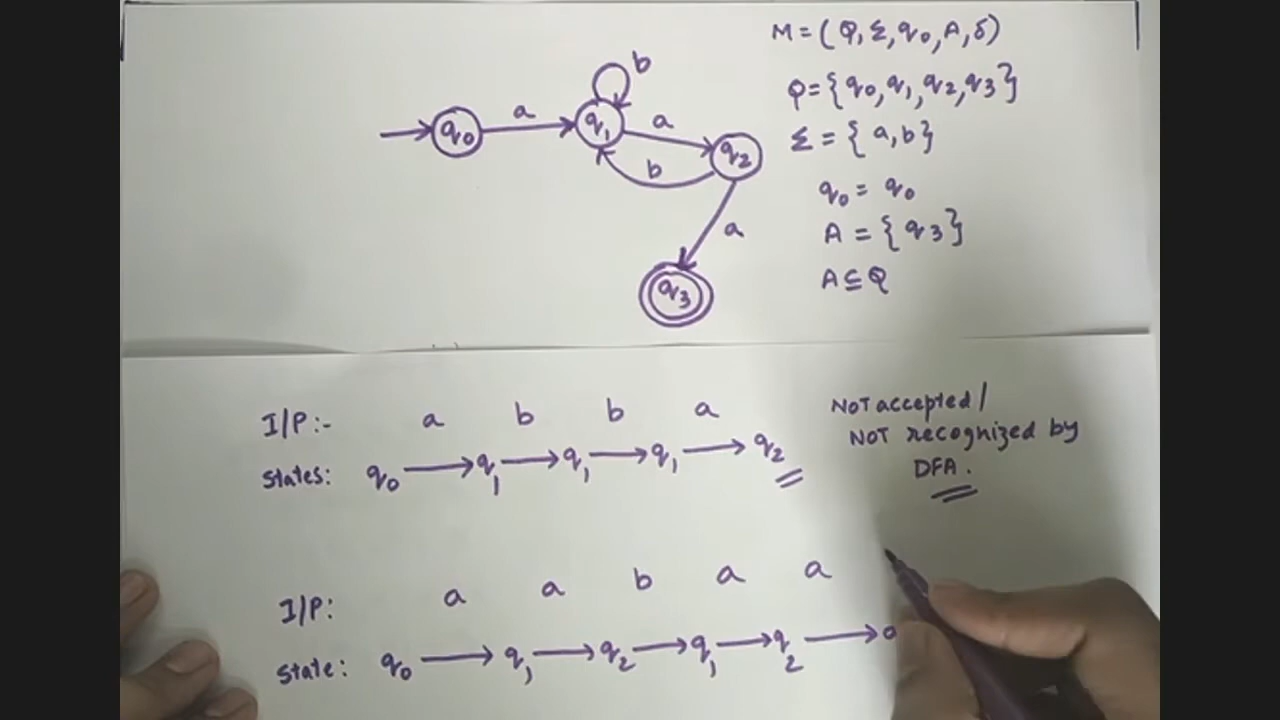 M = (Q, Σ, q0, A, δ)
Q = {q0, q1, q2, q3}
Σ = {a, b}
q0 = q0
A = {q3}
A ⊆ Q
b
q0 a q1 a q2
b
a
q3
I/P:- a b b a
States: q0 → q1 → q1 → q1 → q2
NOT accepted /
NOT recognized by
DFA.
I/P: a a b a a
State: q0 → q1 → q2 → q1 → q2 →